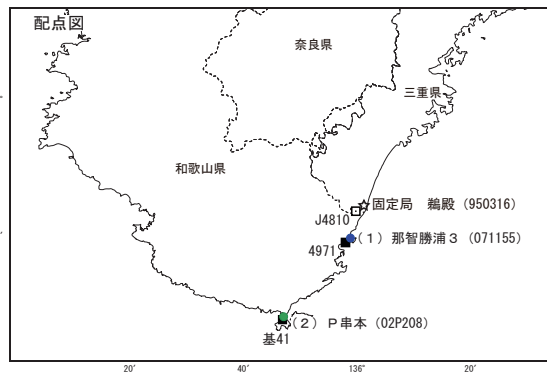 配点図
奈良県
三重県
和歌山県
固定局 鵜殿（950316）
J4810
（１）那智勝浦３（071155）
4971
（２）Ｐ串本（02P208）
基41
20′ 40′ 136° 20′